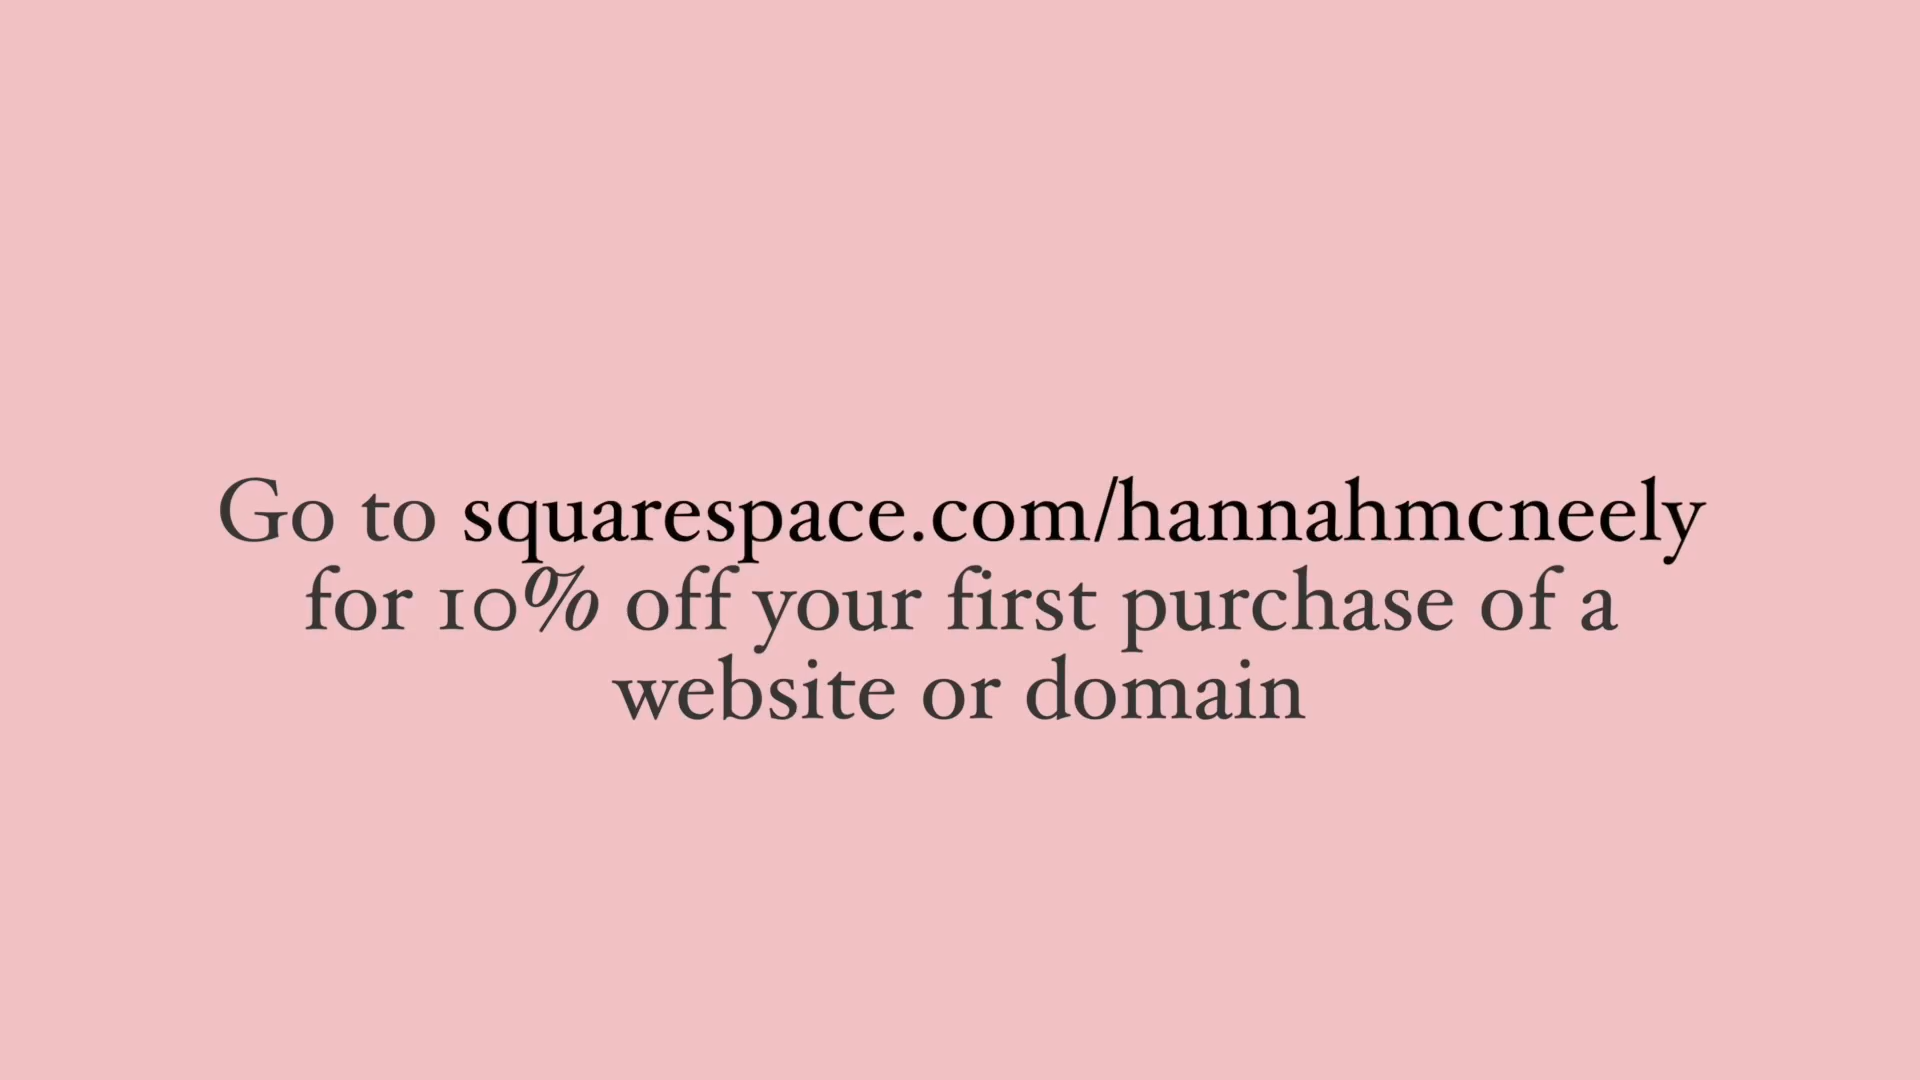 Go to squarespace.com/hannahmcneely
for 10% off your first purchase of a
website or domain